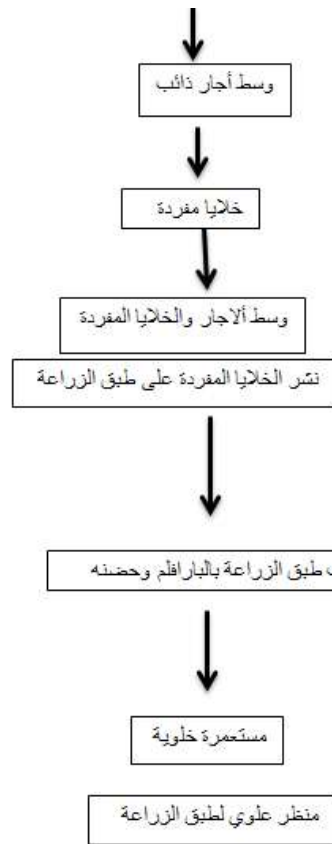 وسط أجار ذائب
خلايا مفردة
وسط ألاجار والخلايا المفردة
نشر الخلايا المفردة على طبق الزراعة
طبق الزراعة بالبارافلم وحضنه
مستعمرة خلوية
منظر علوي لطبق الزراعة